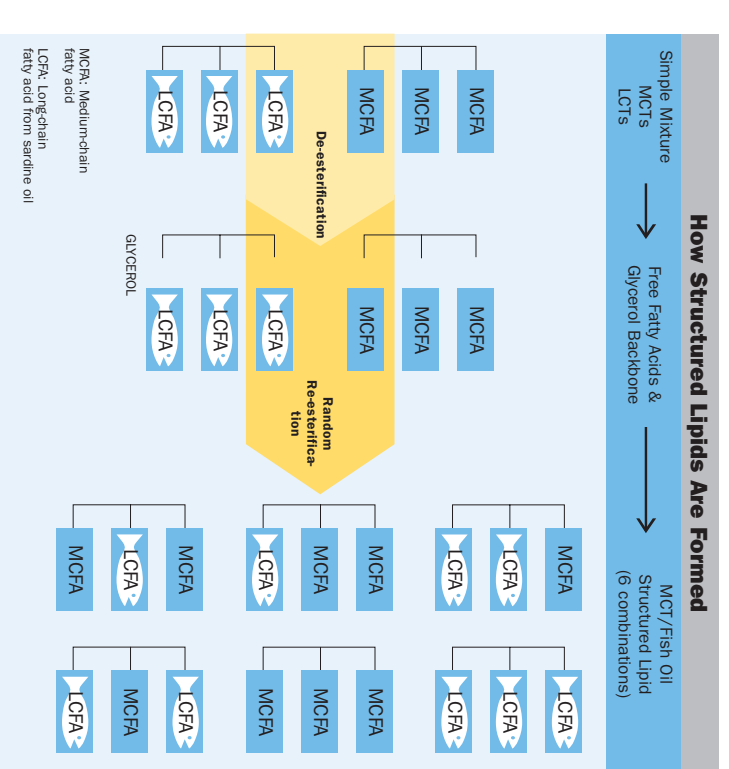 How Structured Lipids Are Formed
Simple Mixture
MCTs
LCTs
Free Fatty Acids &
Glycerol Backbone
MCT/Fish Oil
Structured Lipid
(6 combinations)
MCFA
MCFA
MCFA
LCFA
LCFA
LCFA
De-esterification
MCFA
MCFA
MCFA
LCFA
LCFA
LCFA
GLYCEROL
Random
Re-esterifica-
tion
MCFA
LCFA
LCFA
MCFA
MCFA
LCFA
MCFA
LCFA
MCFA
LCFA
LCFA
LCFA
MCFA
MCFA
MCFA
LCFA
MCFA
LCFA
MCFA: Medium-chain
fatty acid
LCFA: Long-chain
fatty acid from sardine oil